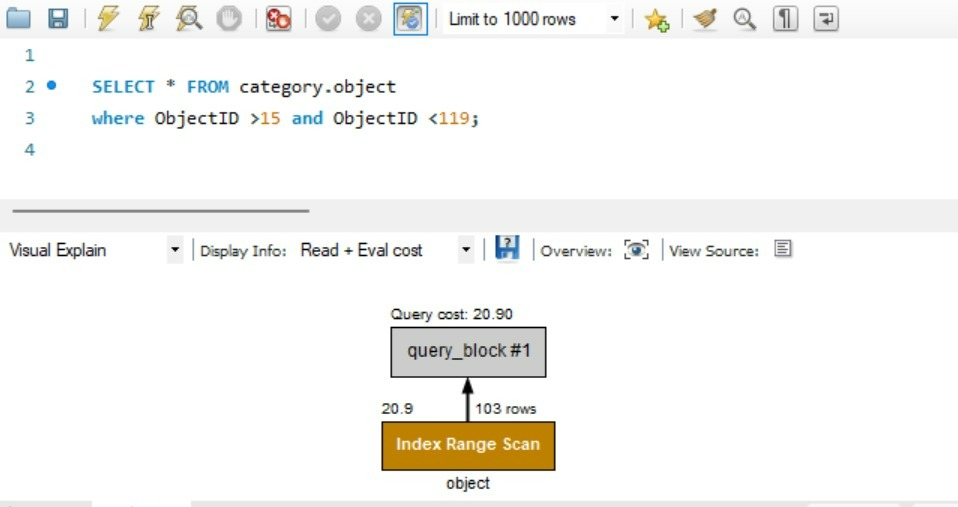 Limit to 1000 rows
1
2 SELECT * FROM category.object
3 where ObjectID >15 and ObjectID <119;
4
Visual Explain Display Info: Read + Eval cost Overview: View Source:
Query cost: 20.90
query_block #1
20.9 103 rows
Index Range Scan
object